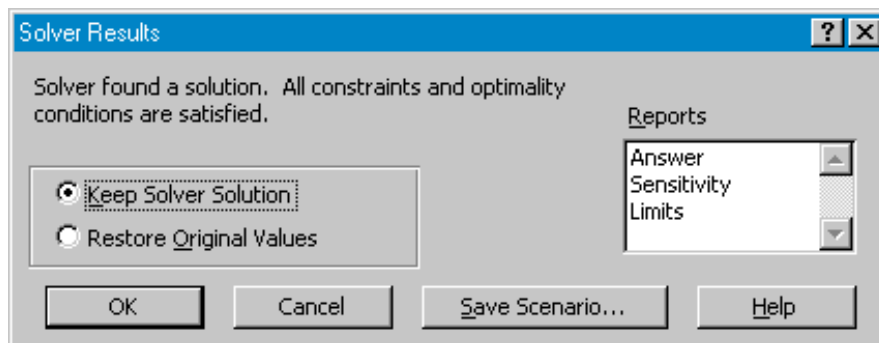 Solver Results
Solver found a solution. All constraints and optimality
conditions are satisfied.
Reports
Answer
Sensitivity
Limits
Keep Solver Solution
Restore Original Values
OK
Cancel
Save Scenario...
Help